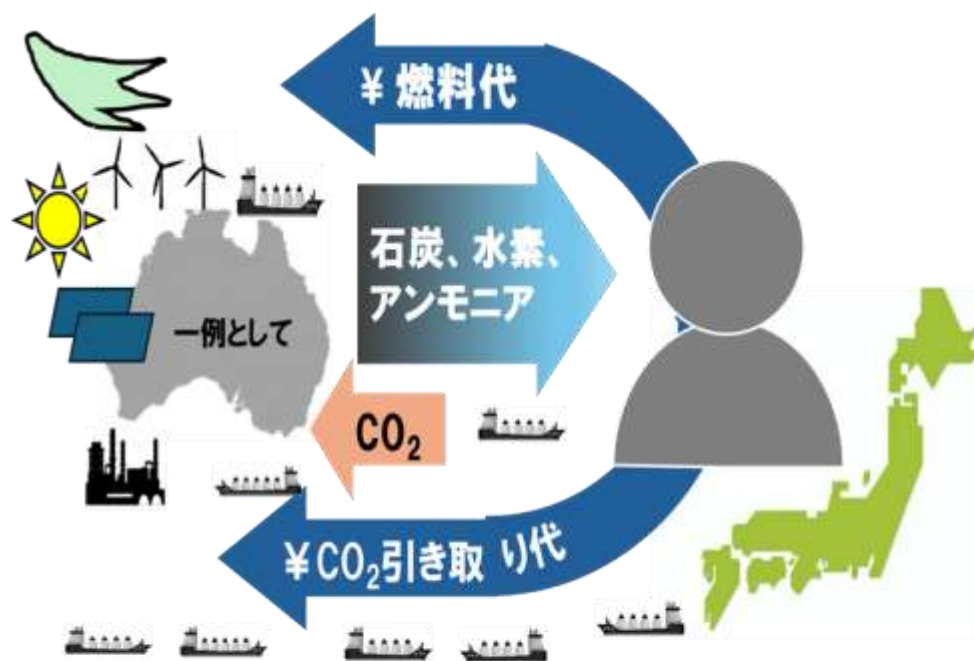 ￥ 燃料代
石炭、水素、
アンモニア
一例として
CO₂
￥CO₂引き取り代